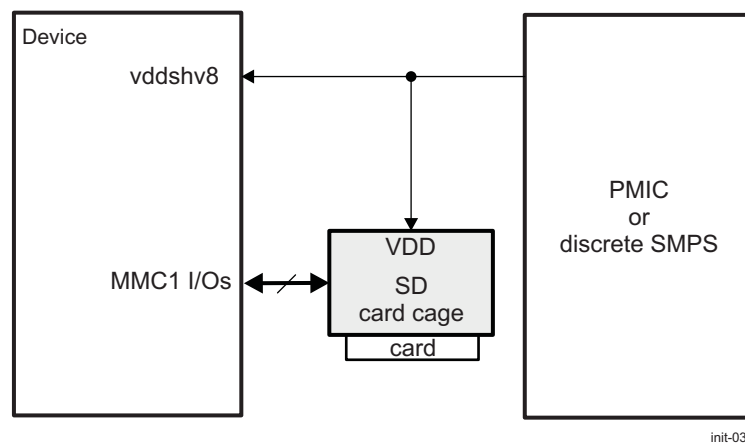 Device
vddshv8
PMIC
or
discrete SMPS
VDD
MMC1 I/Os
SD
card cage
card
init-03